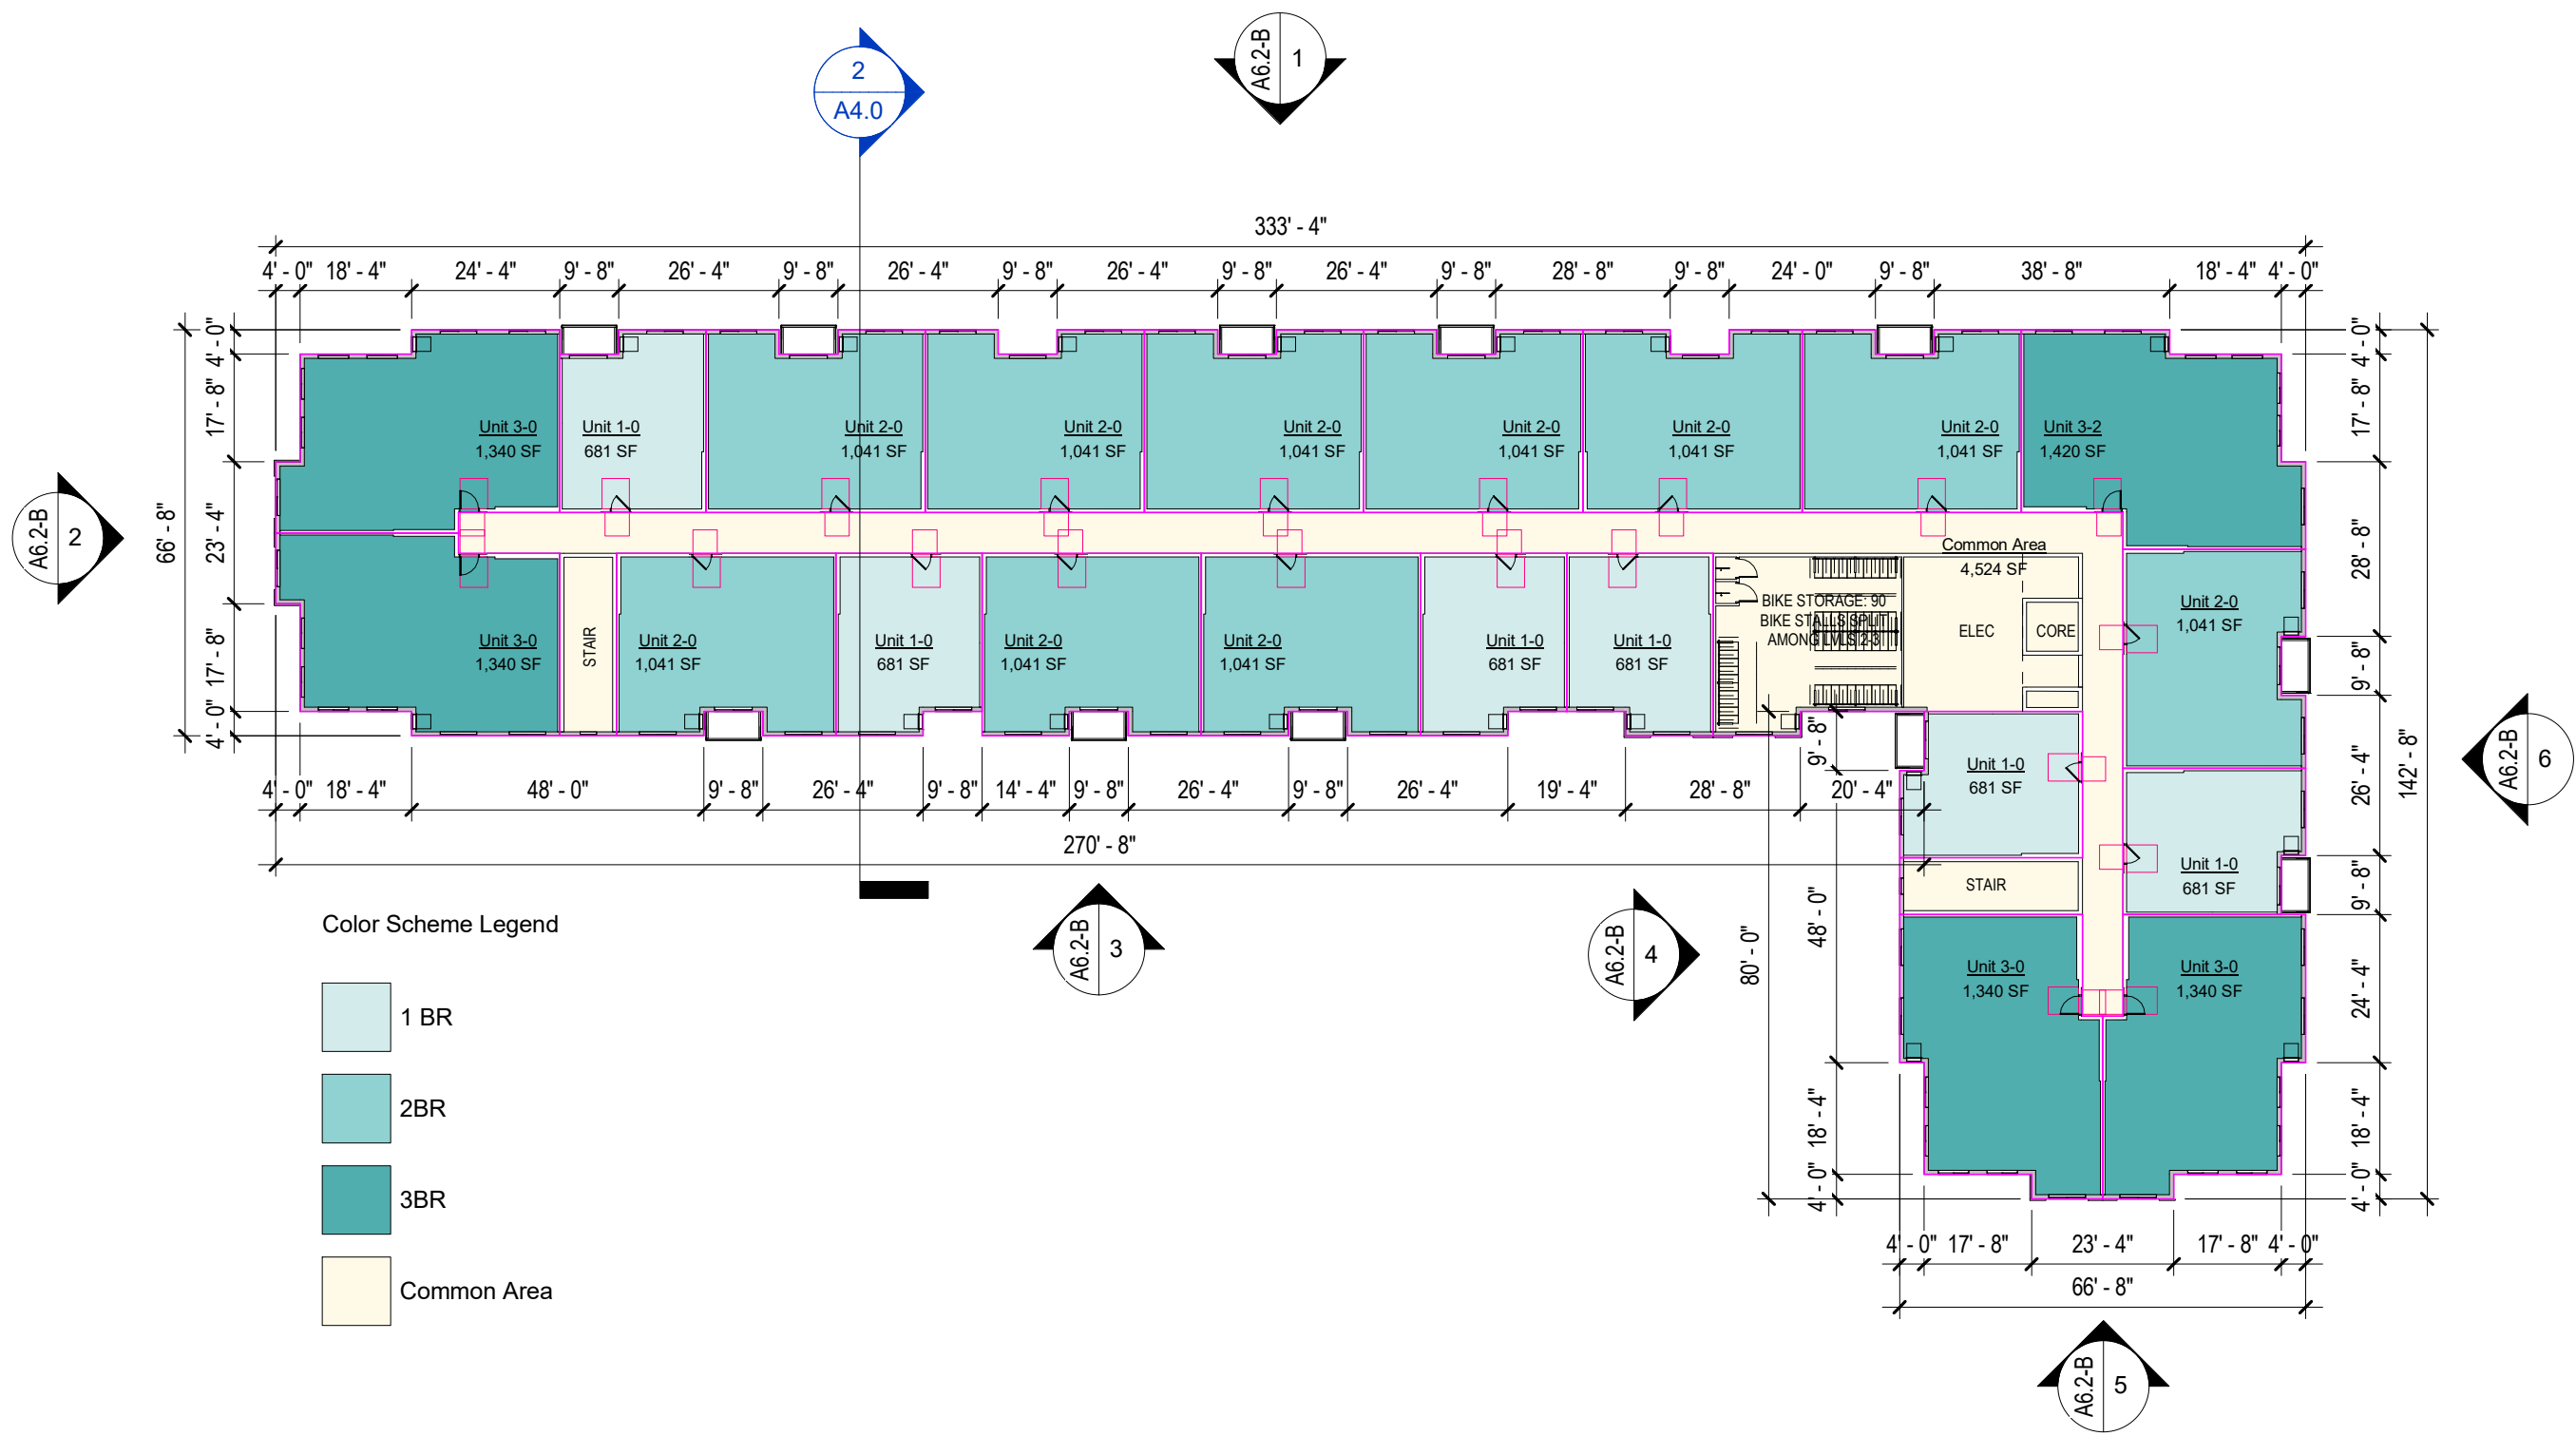 A6.2-B
1
2
A4.0
333' - 4"
4' - 0"
18' - 4"
24' - 4"
9' - 8"
26' - 4"
9' - 8"
26' - 4"
9' - 8"
26' - 4"
9' - 8"
26' - 4"
9' - 8"
28' - 8"
9' - 8"
24' - 0"
9' - 8"
38' - 8"
18' - 4"
4' - 0"
4' - 0"
17' - 8"
23' - 4"
17' - 8"
4' - 0"
66' - 8"
A6.2-B
2
Unit 3-0
1,340 SF
Unit 1-0
681 SF
Unit 2-0
1,041 SF
Unit 2-0
1,041 SF
Unit 2-0
1,041 SF
Unit 2-0
1,041 SF
Unit 2-0
1,041 SF
Unit 2-0
1,041 SF
Unit 3-2
1,420 SF
Common Area
4,524 SF
Unit 3-0
1,340 SF
STAIR
Unit 2-0
1,041 SF
Unit 1-0
681 SF
Unit 2-0
1,041 SF
Unit 2-0
1,041 SF
Unit 1-0
681 SF
Unit 1-0
681 SF
BIKE STORAGE: 90
BIKE STALLS SPLIT
AMONG LVLS 2-3
ELEC
CORE
Unit 2-0
1,041 SF
Unit 1-0
681 SF
Unit 1-0
681 SF
STAIR
Unit 3-0
1,340 SF
Unit 3-0
1,340 SF
4' - 0"
17' - 8"
28' - 8"
9' - 8"
26' - 4"
9' - 8"
24' - 4"
18' - 4"
4' - 0"
142' - 8"
A6.2-B
6
4' - 0"
18' - 4"
48' - 0"
9' - 8"
26' - 4"
9' - 8"
14' - 4"
9' - 8"
26' - 4"
9' - 8"
26' - 4"
19' - 4"
28' - 8"
20' - 4"
270' - 8"
9' - 8"
48' - 0"
18' - 4"
4' - 0"
80' - 0"
A6.2-B
3
A6.2-B
4
Color Scheme Legend
1 BR
2BR
3BR
Common Area
4' - 0"
17' - 8"
23' - 4"
17' - 8"
4' - 0"
66' - 8"
A6.2-B
5